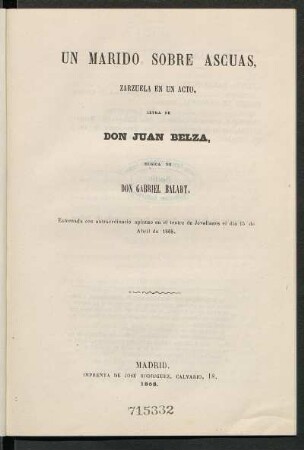 UN MARIDO SOBRE ASCUAS,
ZARZUELA EN UN ACTO,
LETRA DE
DON JUAN BELZA,
MUSICA DE
DON GABRIEL BALART.
Estrenada con extraordinario aplauso en el teatro de Jovellanos el dia 15 de
Abril de 1868.
MADRID,
IMPRENTA DE JOSÉ RODRIGUEZ, CALVARIO, 18.
1868.
715332